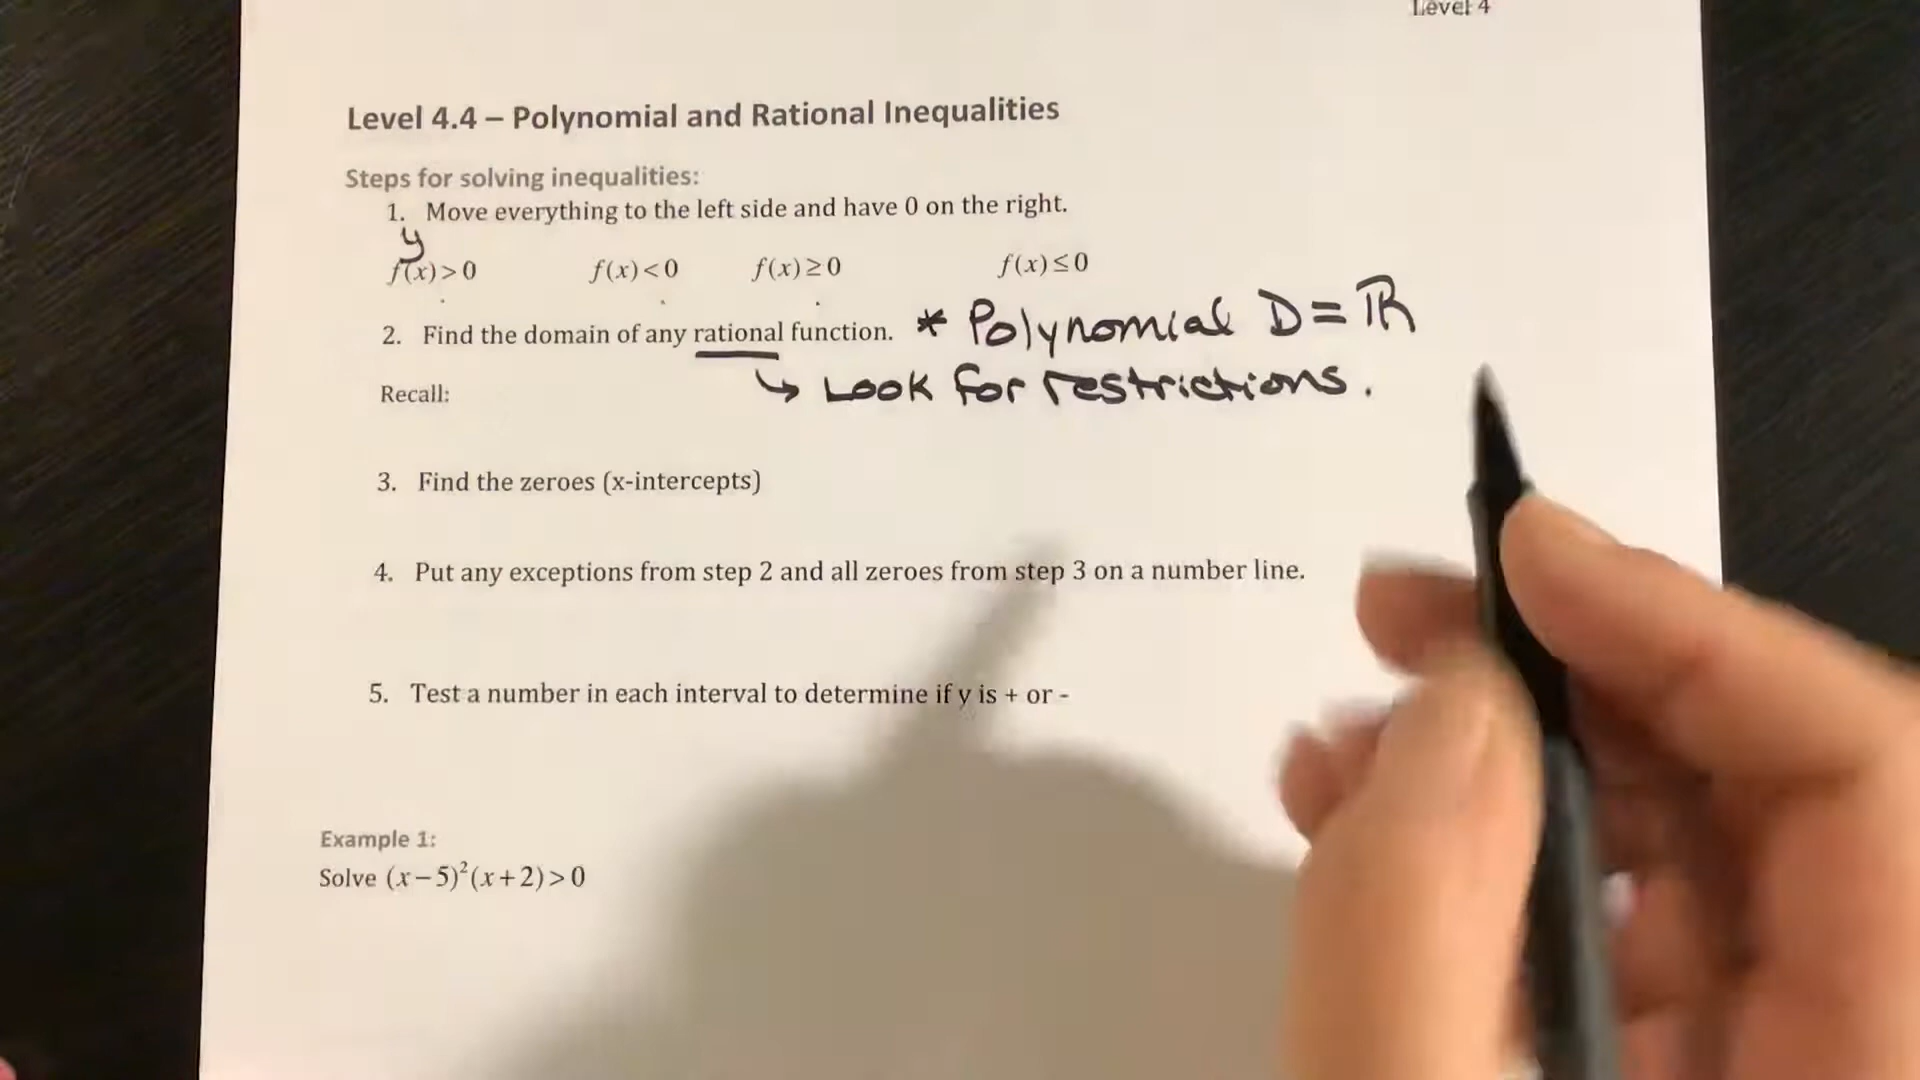 Level 4
Level 4.4 – Polynomial and Rational Inequalities
Steps for solving inequalities:
1. Move everything to the left side and have 0 on the right.
y
f(x)>0 f(x)<0 f(x)≥0 f(x)≤0
2. Find the domain of any rational function. * Polynomial D=ℝ
Recall: ↳ Look for restrictions.
3. Find the zeroes (x-intercepts)
4. Put any exceptions from step 2 and all zeroes from step 3 on a number line.
5. Test a number in each interval to determine if y is + or -
Example 1:
Solve (x−5)²(x+2)>0